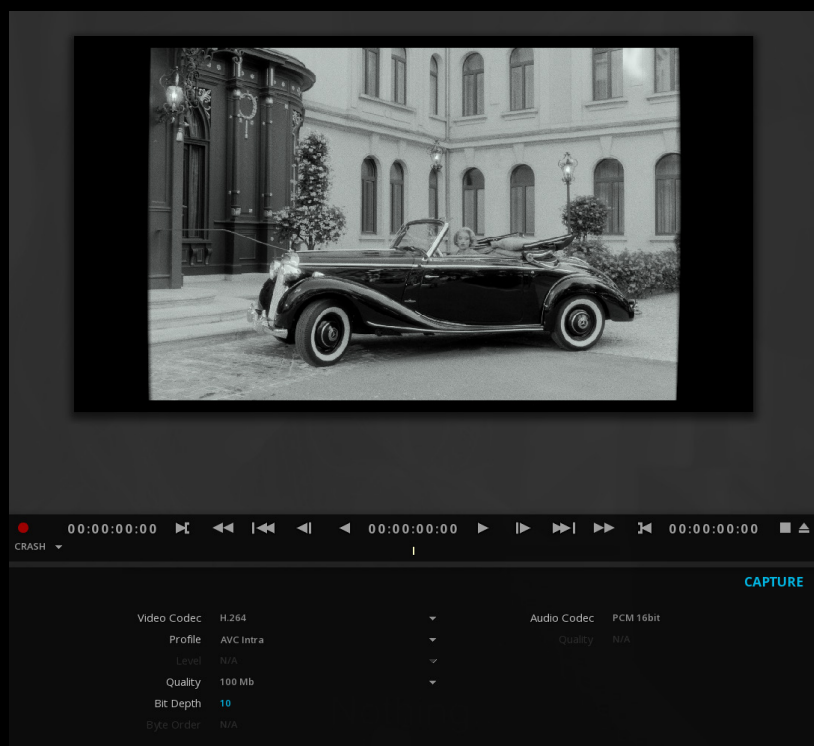 00:00:00:00 00:00:00:00 00:00:00:00
CRASH
CAPTURE
Video Codec H.264 Audio Codec PCM 16bit
Profile AVC Intra Quality N/A
Level N/A
Quality 100 Mb
Bit Depth 10
Byte Order N/A